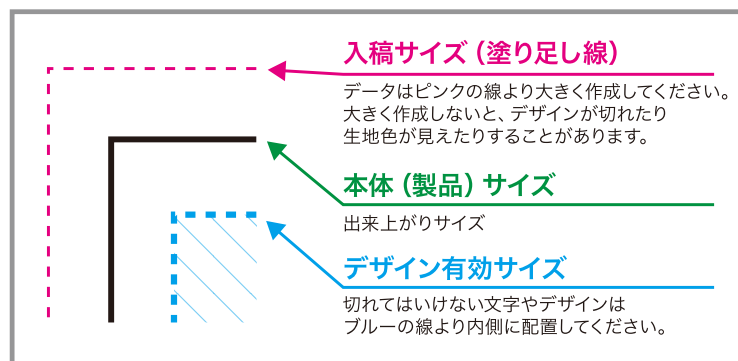 入稿サイズ（塗り足し線）
データはピンクの線より大きく作成してください。
大きく作成しないと、デザインが切れたり
生地色が見えたりすることがあります。
本体（製品）サイズ
出来上がりサイズ
デザイン有効サイズ
切れてはいけない文字やデザインは
ブルーの線より内側に配置してください。